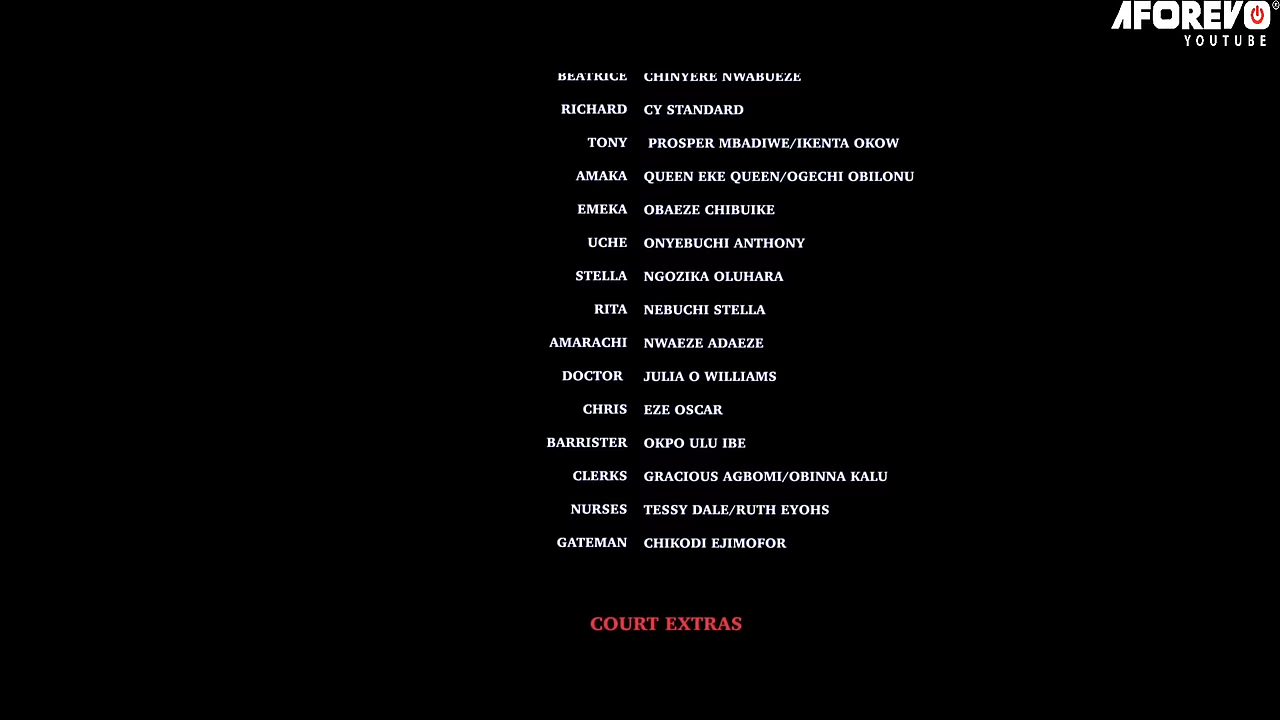 AFOREVO®
YOUTUBE
BEATRICE CHINYERE NWABUEZE
RICHARD CY STANDARD
TONY PROSPER MBADIWE/IKENTA OKOW
AMAKA QUEEN EKE QUEEN/OGECHI OBILONU
EMEKA OBAEZE CHIBUIKE
UCHE ONYEBUCHI ANTHONY
STELLA NGOZIKA OLUHARA
RITA NEBUCHI STELLA
AMARACHI NWAEZE ADAEZE
DOCTOR JULIA O WILLIAMS
CHRIS EZE OSCAR
BARRISTER OKPO ULU IBE
CLERKS GRACIOUS AGBOMI/OBINNA KALU
NURSES TESSY DALE/RUTH EYOHS
GATEMAN CHIKODI EJIMOFOR
COURT EXTRAS